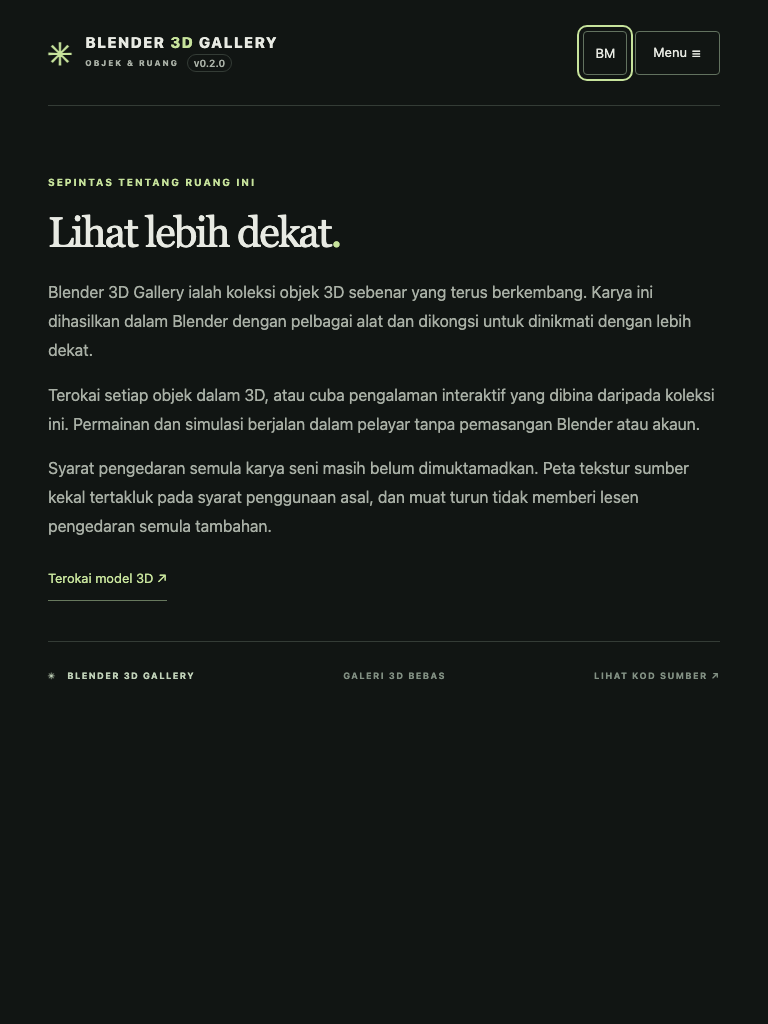 BLENDER 3D GALLERY
OBJEK & RUANG v0.2.0
BM
Menu ≡
SEPINTAS TENTANG RUANG INI
Lihat lebih dekat.
Blender 3D Gallery ialah koleksi objek 3D sebenar yang terus berkembang. Karya ini
dihasilkan dalam Blender dengan pelbagai alat dan dikongsi untuk dinikmati dengan lebih
dekat.
Terokai setiap objek dalam 3D, atau cuba pengalaman interaktif yang dibina daripada koleksi
ini. Permainan dan simulasi berjalan dalam pelayar tanpa pemasangan Blender atau akaun.
Syarat pengedaran semula karya seni masih belum dimuktamadkan. Peta tekstur sumber
kekal tertakluk pada syarat penggunaan asal, dan muat turun tidak memberi lesen
pengedaran semula tambahan.
Terokai model 3D ↗
✳ BLENDER 3D GALLERY
GALERI 3D BEBAS
LIHAT KOD SUMBER ↗